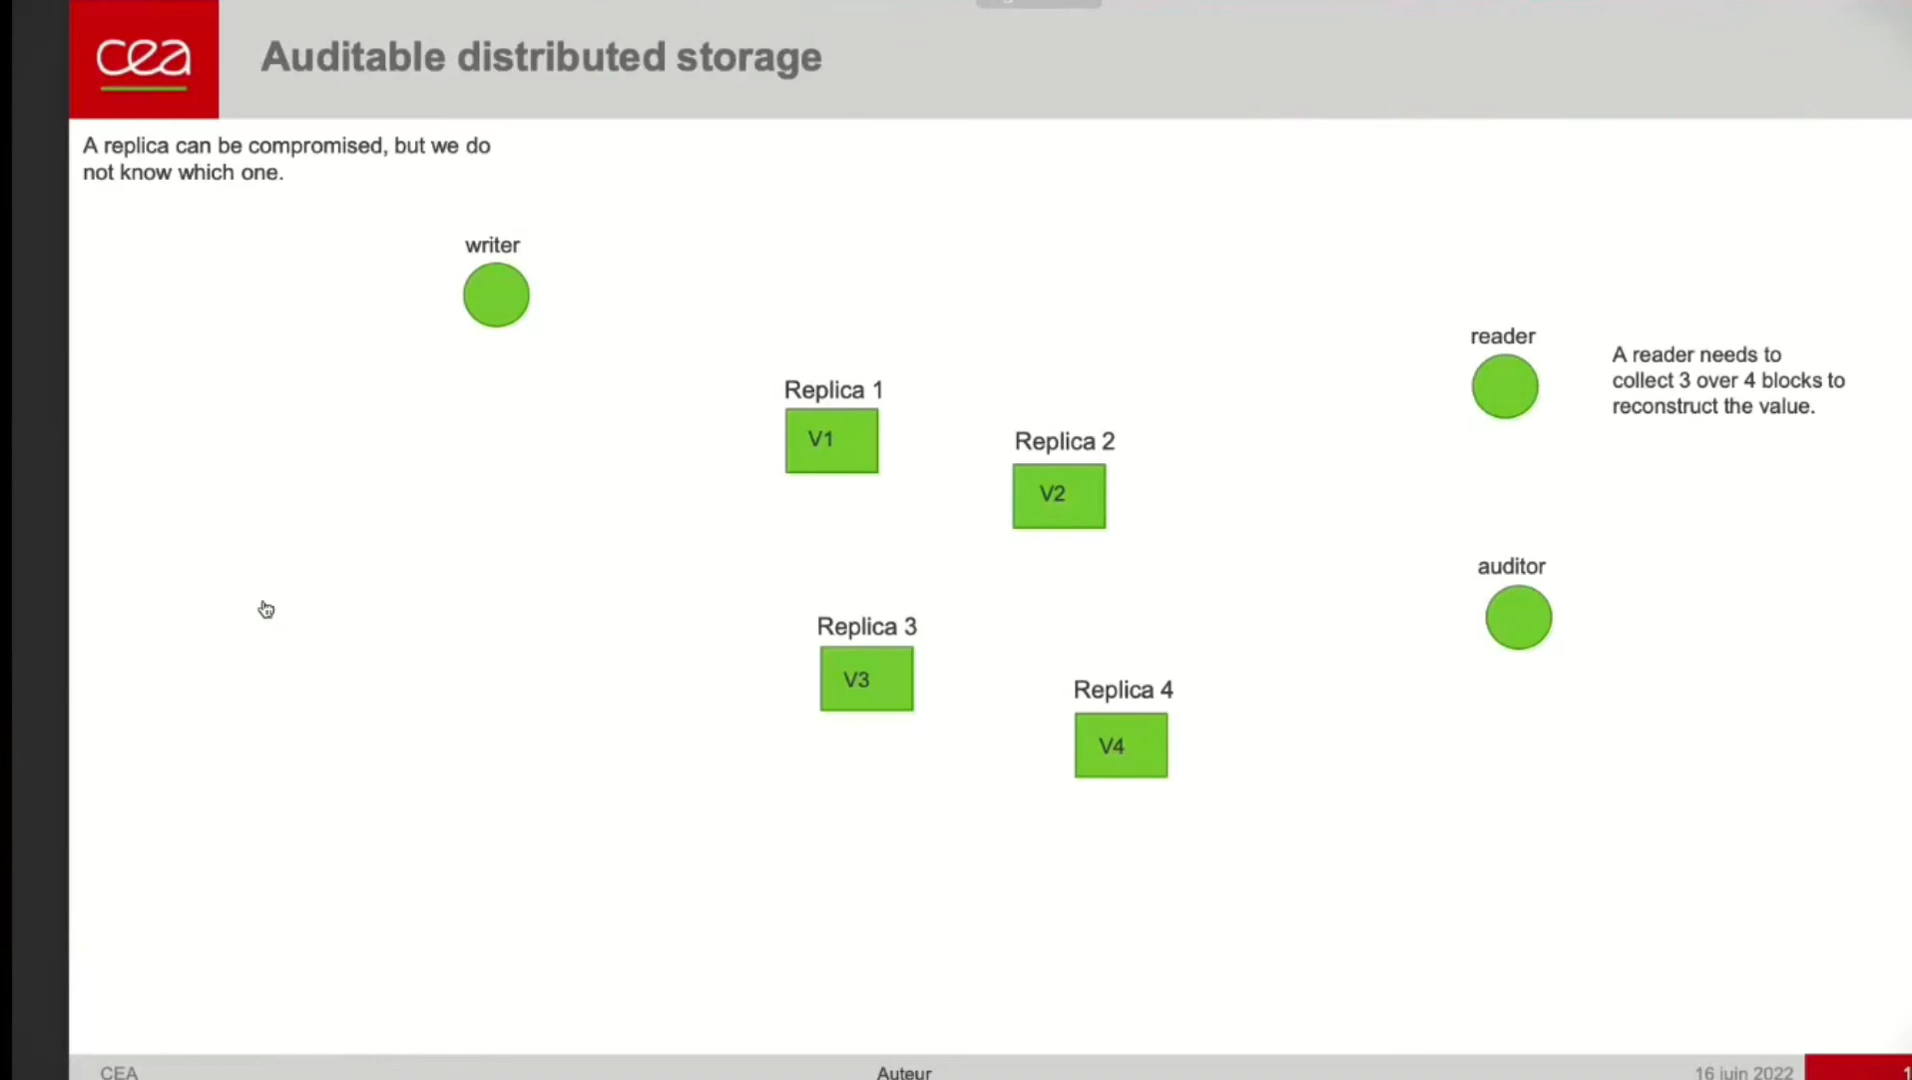 cea
Auditable distributed storage
A replica can be compromised, but we do
not know which one.
writer
reader
A reader needs to
collect 3 over 4 blocks to
reconstruct the value.
Replica 1
V1
Replica 2
V2
auditor
Replica 3
V3
Replica 4
V4
CEA
Auteur
16 juin 2022